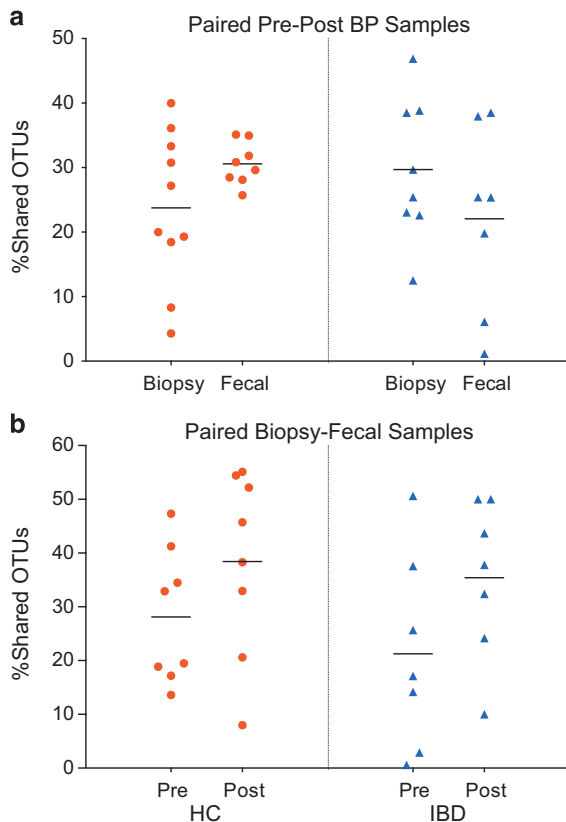 a
Paired Pre-Post BP Samples
%Shared OTUs
50
40
30
20
10
0
Biopsy Fecal Biopsy Fecal
b
Paired Biopsy-Fecal Samples
%Shared OTUs
60
50
40
30
20
10
0
Pre Post Pre Post
HC IBD